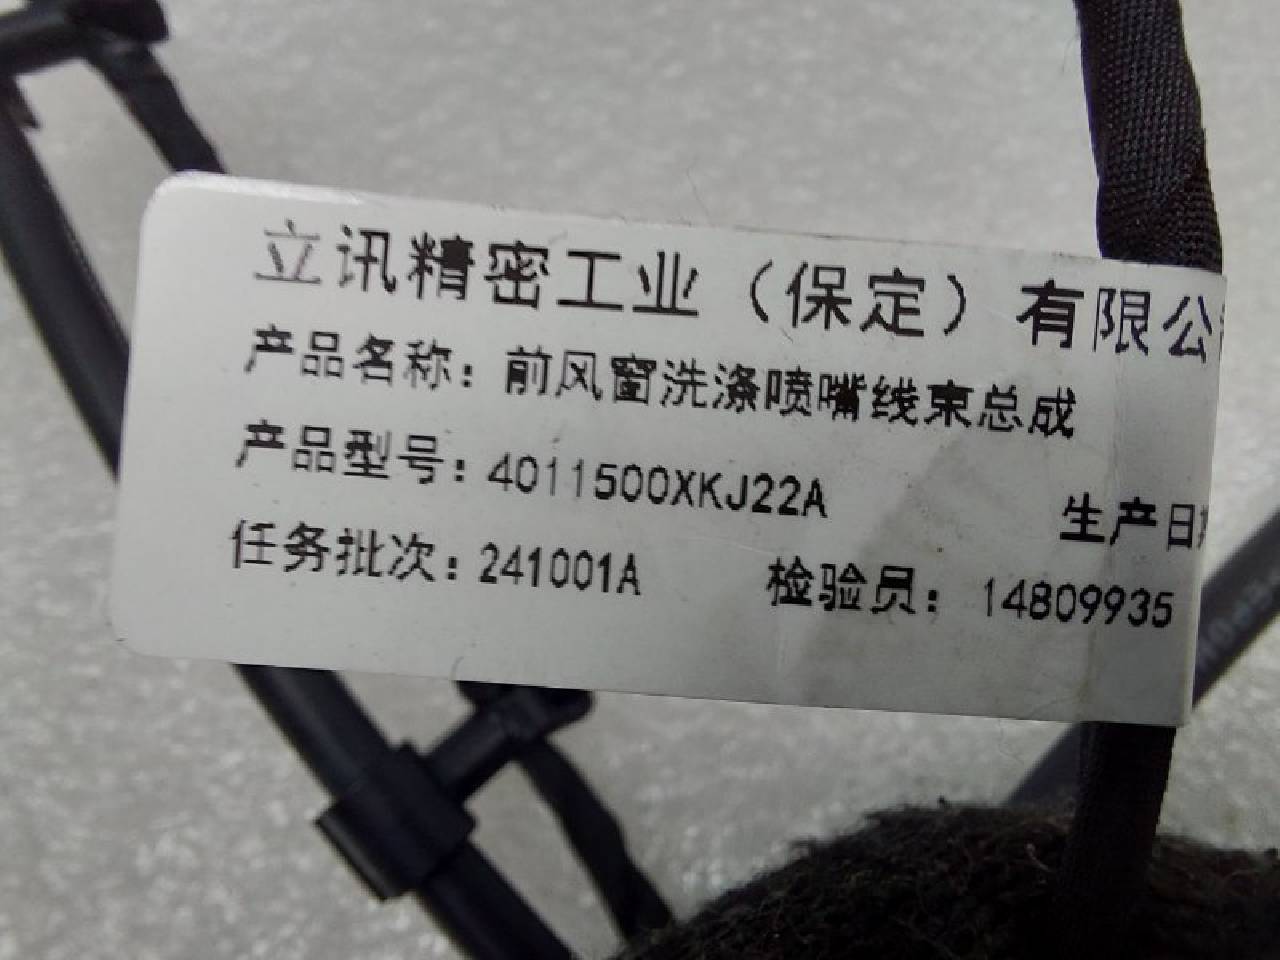 立讯精密工业（保定）有限公
产品名称：前风窗洗涤喷嘴线束总成
产品型号：4011500XKJ22A 生产日
任务批次：241001A 检验员：14809935